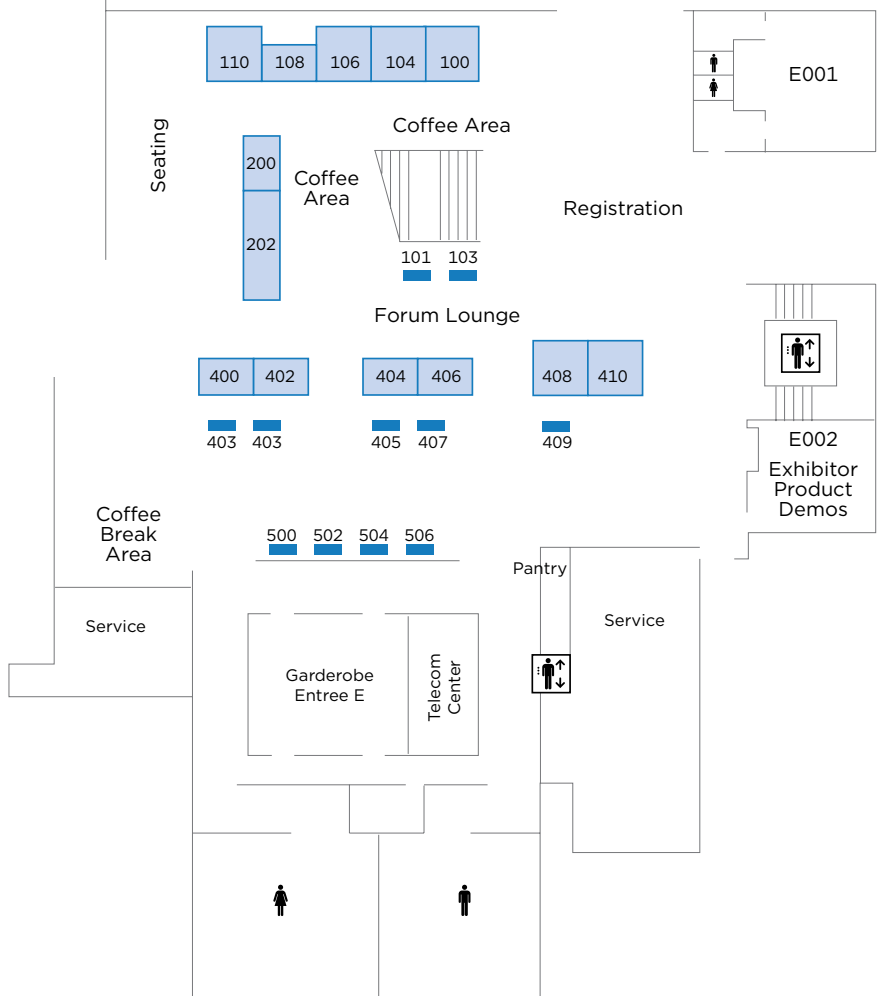 110
108
106
104
100
E001
Coffee Area
Seating
200
Coffee
Area
Registration
202
101
103
Forum Lounge
400
402
404
406
408
410
403
403
405
407
409
E002
Exhibitor
Product
Demos
Coffee
Break
Area
500
502
504
506
Pantry
Service
Service
Garderobe
Entree E
Telecom
Center